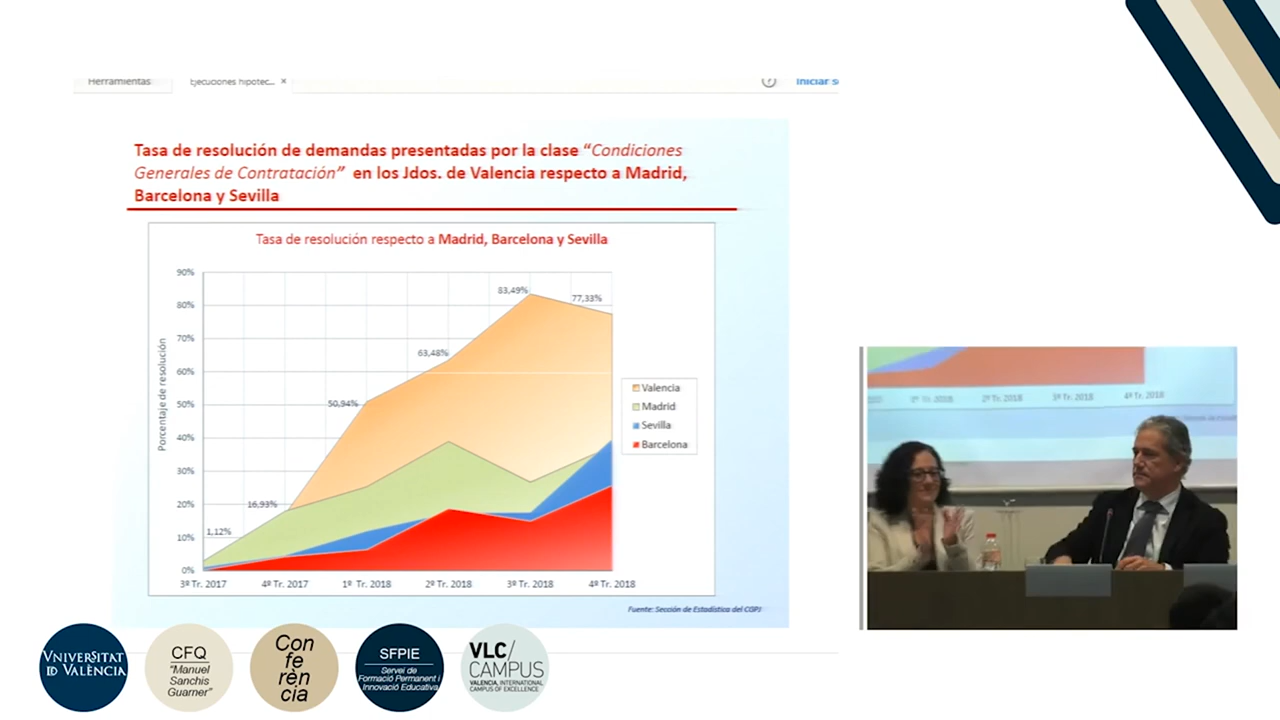 Herramientas
Ejecuciones hipotec... ×
?
Iniciar s
Tasa de resolución de demandas presentadas por la clase “Condiciones
Generales de Contratación” en los Jdos. de Valencia respecto a Madrid,
Barcelona y Sevilla
Tasa de resolución respecto a Madrid, Barcelona y Sevilla
Porcentaje de resolución
90%
80%
70%
60%
50%
40%
30%
20%
10%
0%
1,12%
16,93%
50,94%
63,48%
83,49%
77,33%
3º Tr. 2017
4º Tr. 2017
1º Tr. 2018
2º Tr. 2018
3º Tr. 2018
4º Tr. 2018
Valencia
Madrid
Sevilla
Barcelona
Fuente: Sección de Estadística del CGPJ
1º Tr. 2018
2º Tr. 2018
3º Tr. 2018
4º Tr. 2018
VNIVERSITAT
ID VALÈNCIA
CFQ
"Manuel
Sanchis
Guarner"
Con
fe
rèn
cia
SFPIE
Servei de
Formació Permanent i
Innovació Educativa
VLC/
CAMPUS
VALENCIA, INTERNATIONAL
CAMPUS OF EXCELLENCE